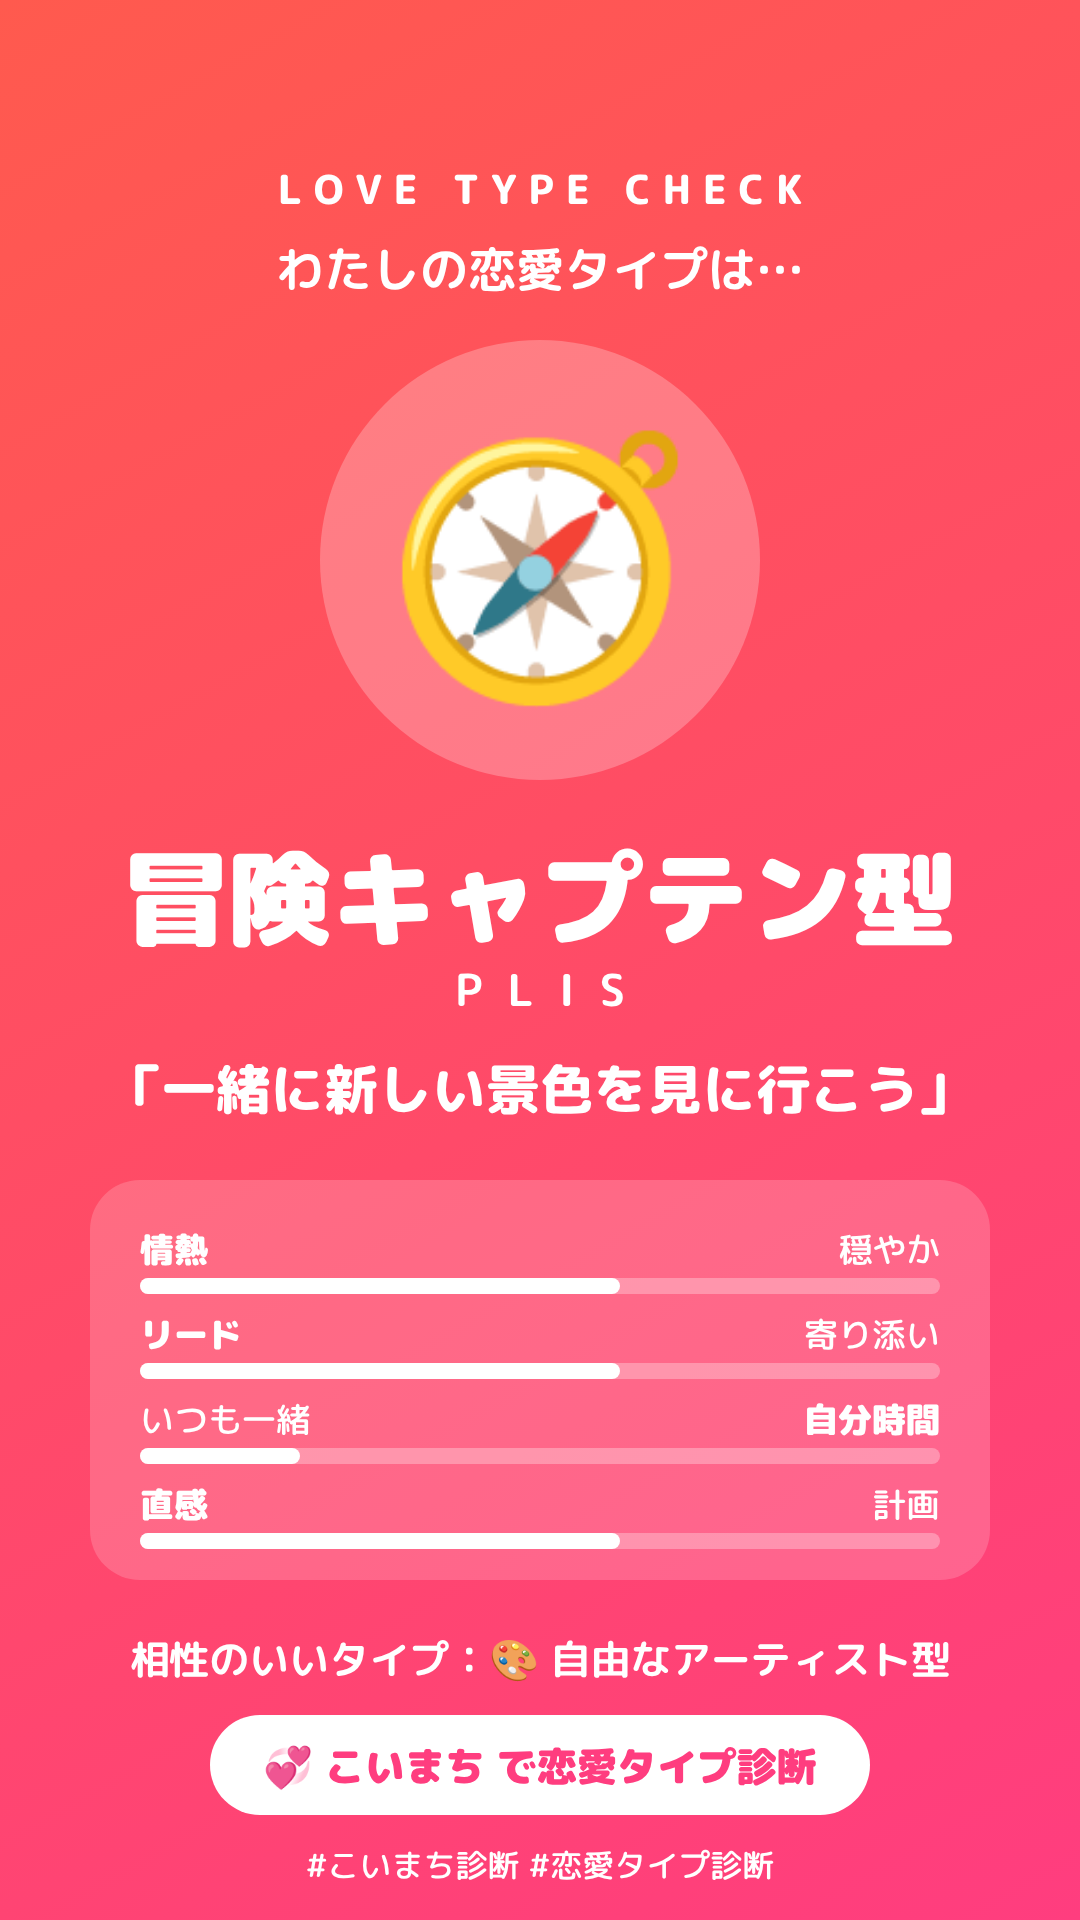 LOVE TYPE CHECK
わたしの恋愛タイプは…
冒険キャプテン型
PLIS
「一緒に新しい景色を見に行こう」
情熱 穏やか
リード 寄り添い
いつも一緒 自分時間
直感 計画
相性のいいタイプ：🎨 自由なアーティスト型
💞 こいまち で恋愛タイプ診断
#こいまち診断 #恋愛タイプ診断